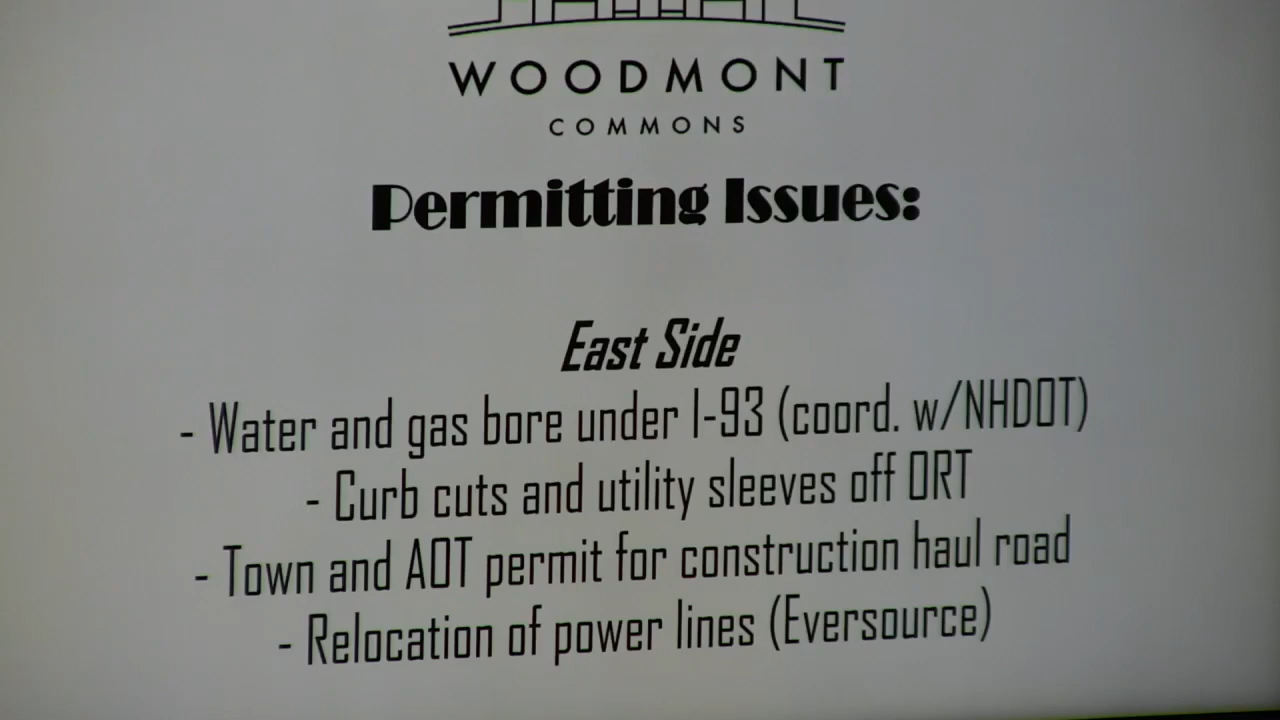 WOODMONT
COMMONS
Permitting Issues:
East Side
- Water and gas bore under I-93 (coord. w/NHDOT)
- Curb cuts and utility sleeves off ORT
- Town and AOT permit for construction haul road
- Relocation of power lines (Eversource)